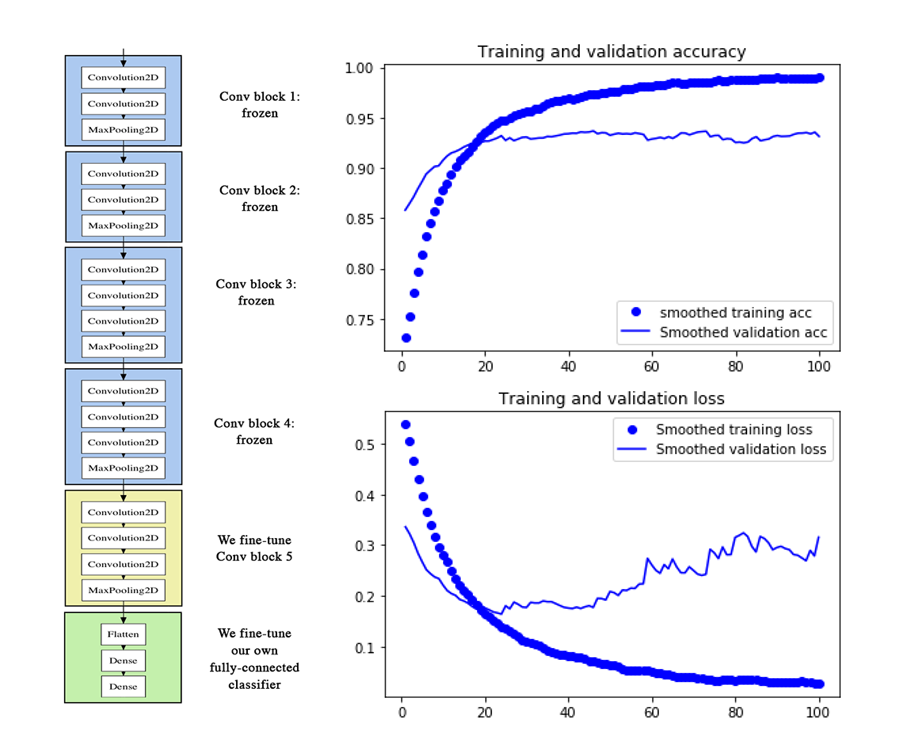 Convolution2D
Convolution2D
MaxPooling2D
Conv block 1:
frozen
Convolution2D
Convolution2D
MaxPooling2D
Conv block 2:
frozen
Convolution2D
Convolution2D
Convolution2D
MaxPooling2D
Conv block 3:
frozen
Convolution2D
Convolution2D
Convolution2D
MaxPooling2D
Conv block 4:
frozen
Convolution2D
Convolution2D
Convolution2D
MaxPooling2D
We fine-tune
Conv block 5
Flatten
Dense
Dense
We fine-tune
our own
fully-connected
classifier
Training and validation accuracy
1.00
0.95
0.90
0.85
0.80
0.75
smoothed training acc
Smoothed validation acc
0 20 40 60 80 100
Training and validation loss
Smoothed training loss
Smoothed validation loss
0.5
0.4
0.3
0.2
0.1
0 20 40 60 80 100